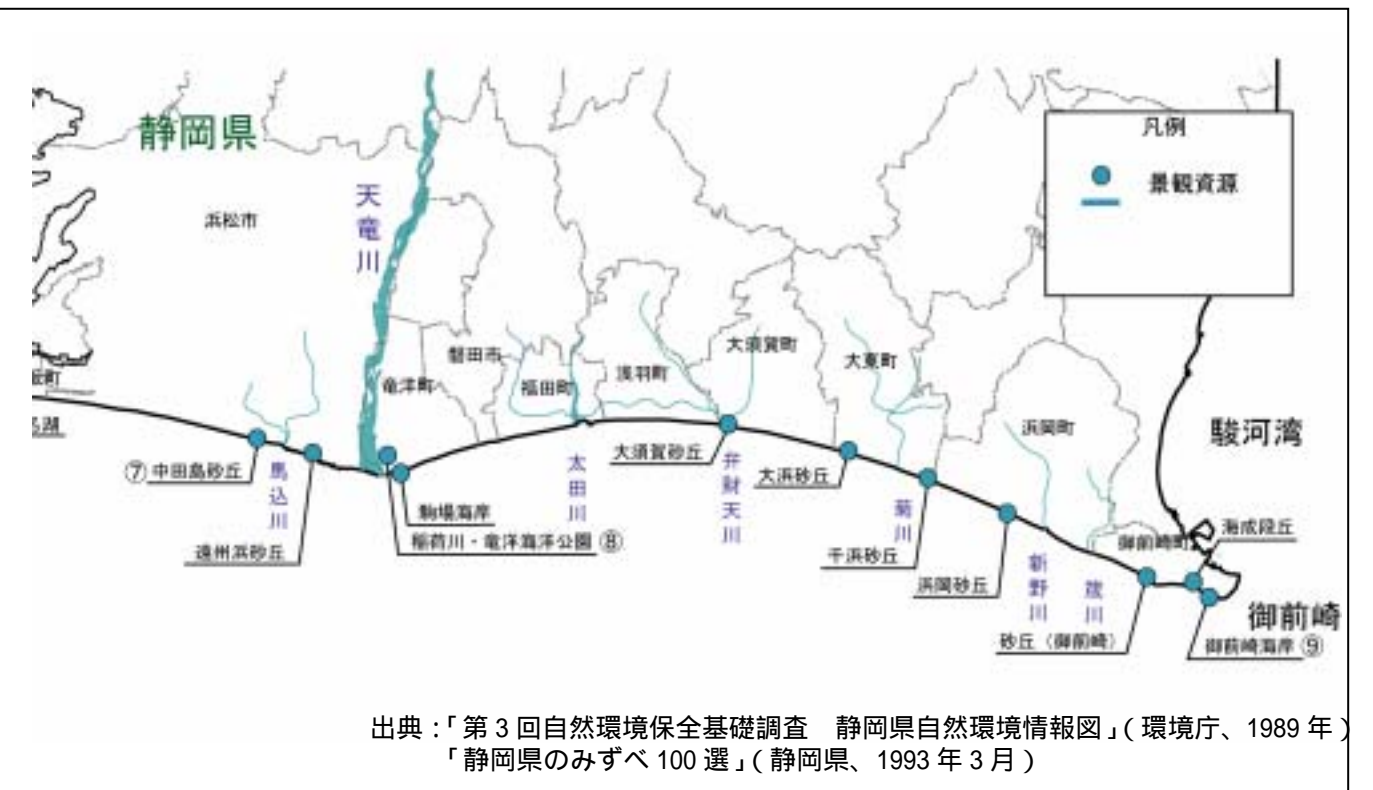 凡例
静岡県
景観資源
天竜川
浜松市
大須賀町
磐田市
大東町
浅羽町
竜洋町
福田町
浜岡町
駿河湾
大須賀砂丘
⑦中田島砂丘
馬込川
太田川
弁財天川
大浜砂丘
駒場海岸
菊川
海成段丘
稲荷川・竜洋海洋公園⑧
御前崎町
遠州浜砂丘
千浜砂丘
浜岡砂丘
新野川
御前崎
砂丘（御前崎）
御前崎海岸⑨
出典：「第3回自然環境保全基礎調査　静岡県自然環境情報図」（環境庁、1989年）
「静岡県のみずべ100選」（静岡県、1993年3月）